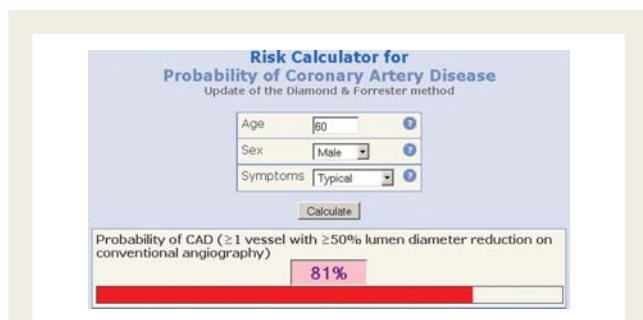 Risk Calculator for
Probability of Coronary Artery Disease
Update of the Diamond & Forrester method
Age 60 ?
Sex Male ?
Symptoms Typical ?
Calculate
Probability of CAD (≥1 vessel with ≥50% lumen diameter reduction on
conventional angiography)
81%